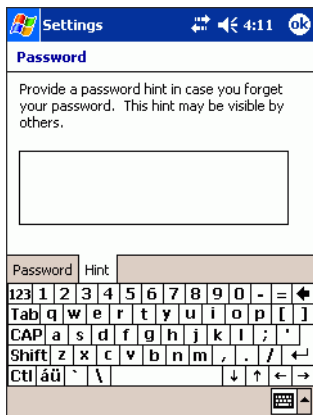 Settings 4:11 ok
Password
Provide a password hint in case you forget
your password. This hint may be visible by
others.
Password Hint
123 1 2 3 4 5 6 7 8 9 0 - = 
Tab q w e r t y u i o p [ ]
CAP a s d f g h j k l ; '
Shift z x c v b n m , . / ↵
Ctl áü ` \ ↓ ↑ ← →